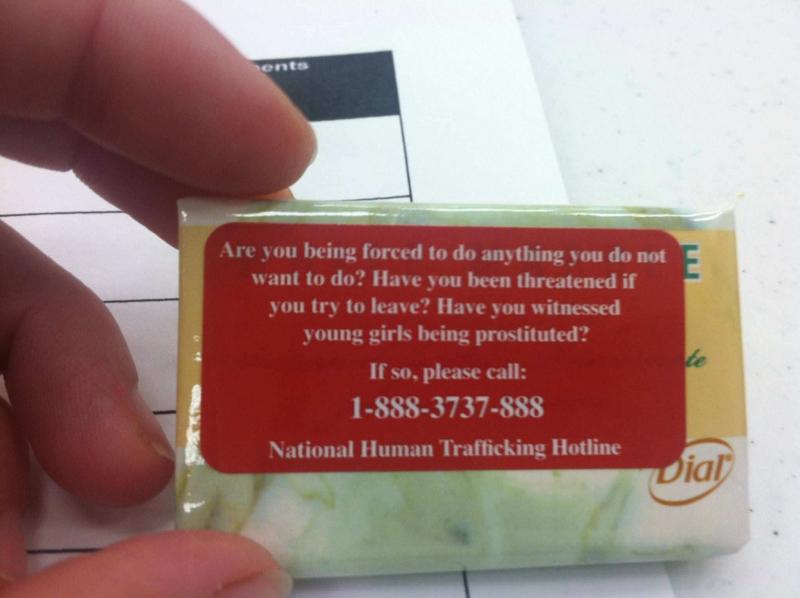 ents
Are you being forced to do anything you do not
want to do? Have you been threatened if
you try to leave? Have you witnessed
young girls being prostituted?
If so, please call:
1-888-3737-888
National Human Trafficking Hotline
E
te
Dial